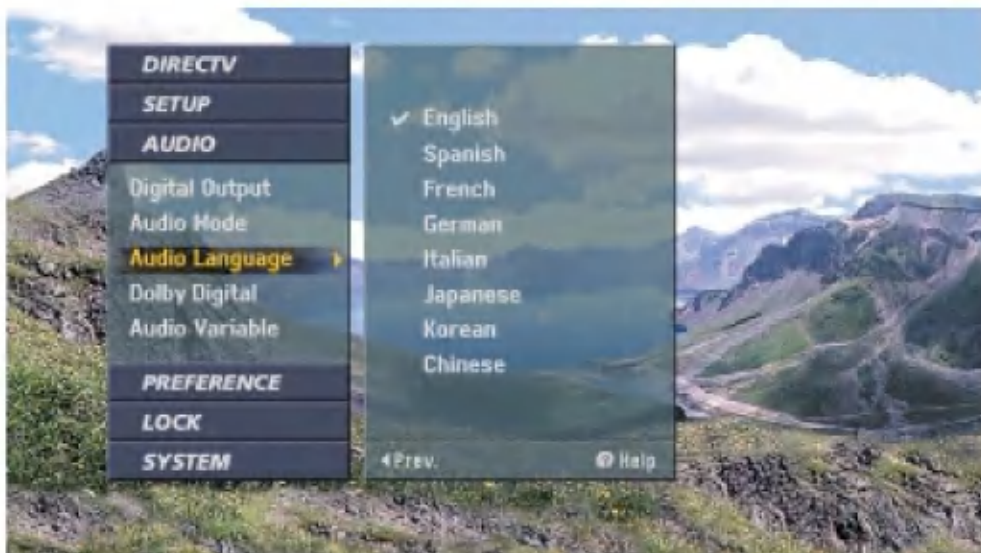 DIRECTV
SETUP
AUDIO
Digital Output
Audio Mode
Audio Language
Dolby Digital
Audio Variable
PREFERENCE
LOCK
SYSTEM
English
Spanish
French
German
Italian
Japanese
Korean
Chinese
Prev.
Help